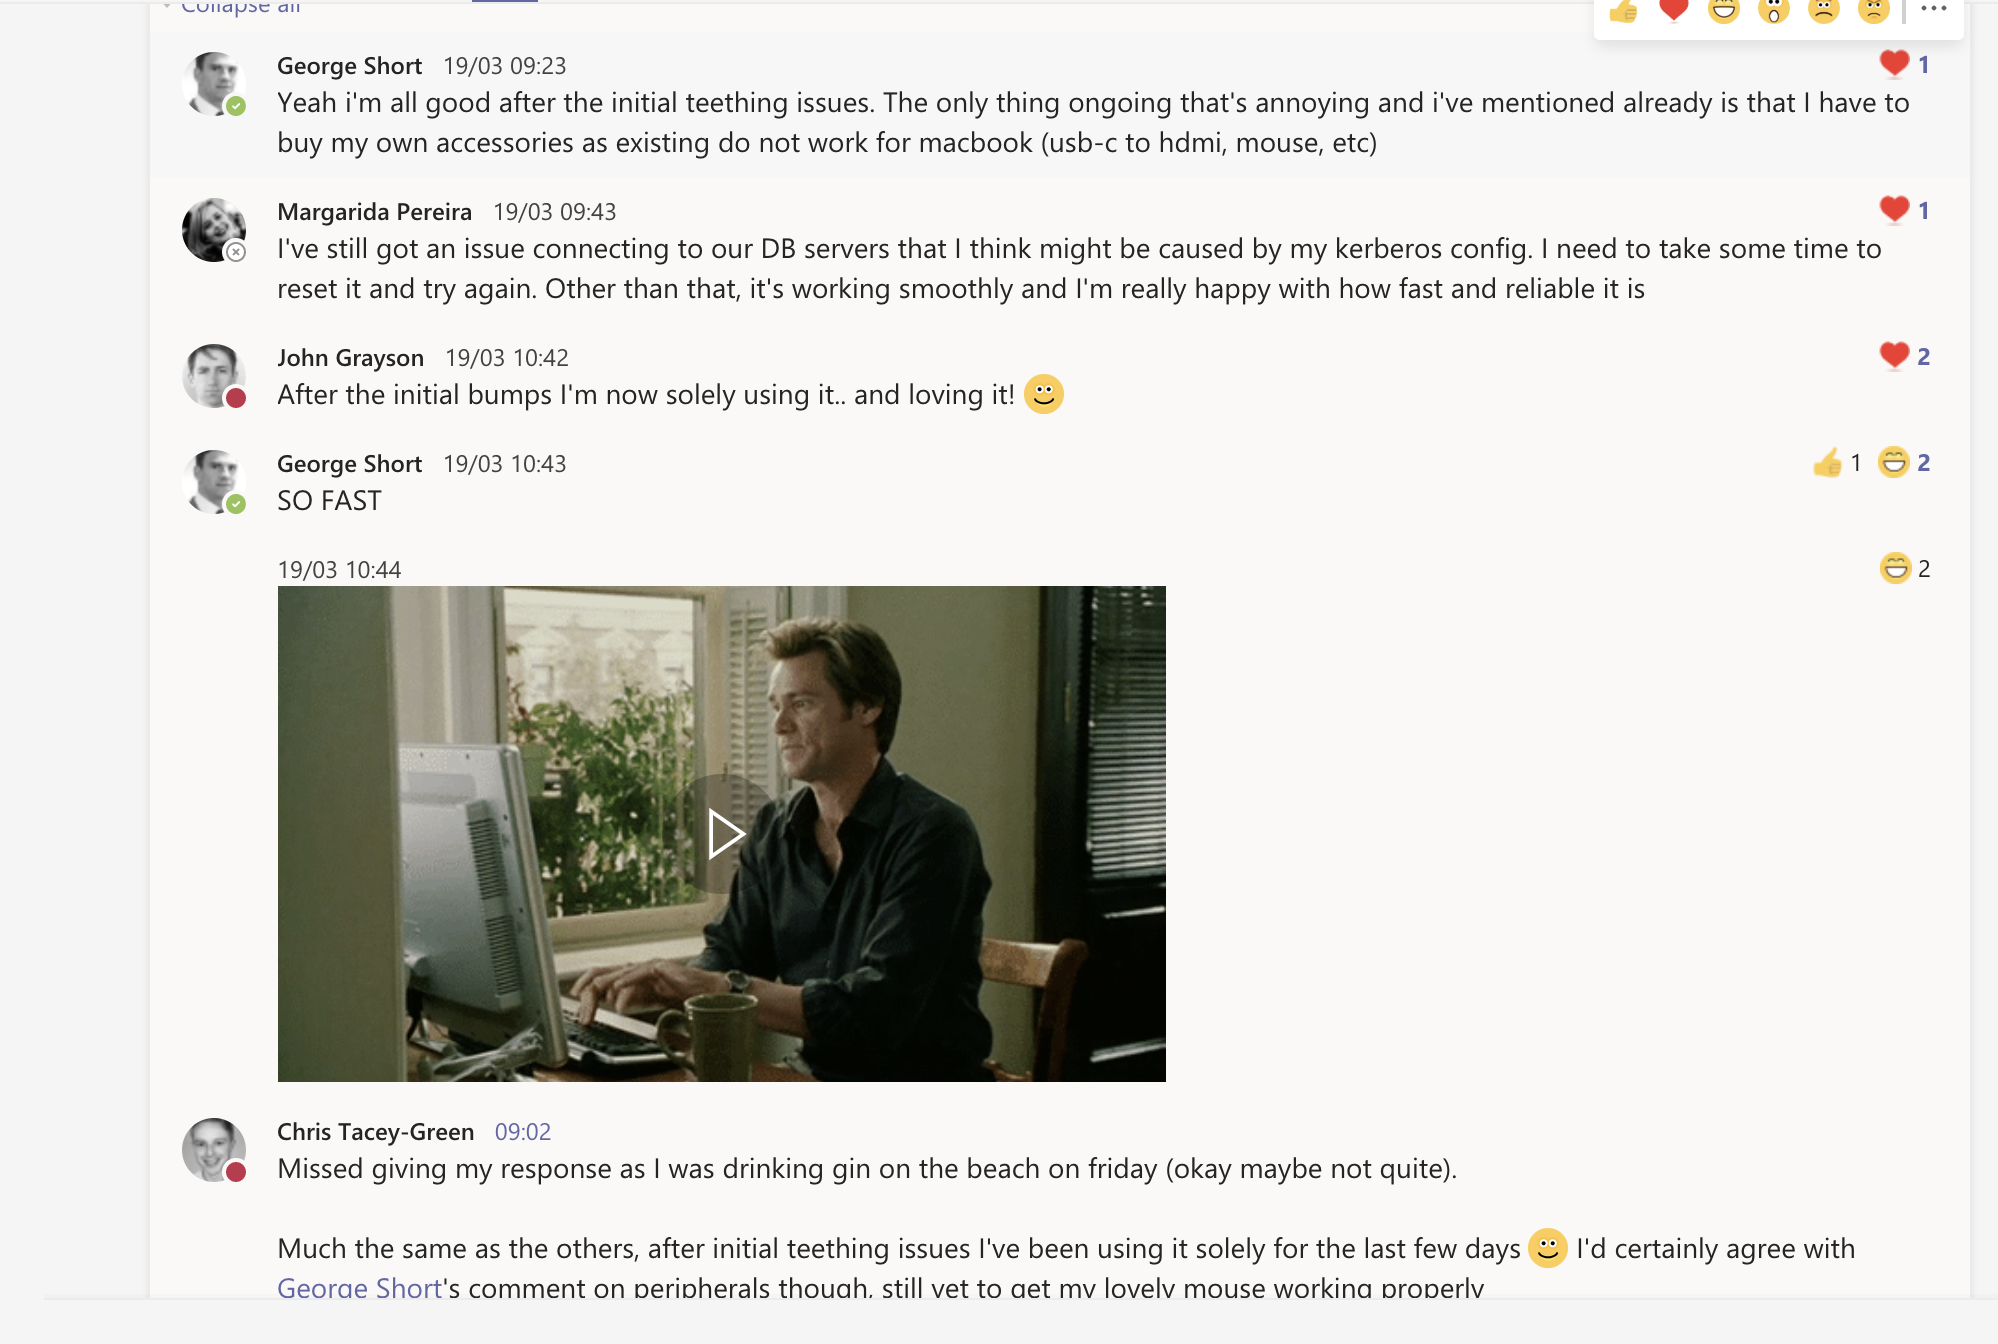 Collapse all
George Short 19/03 09:23
1
Yeah i'm all good after the initial teething issues. The only thing ongoing that's annoying and i've mentioned already is that I have to
buy my own accessories as existing do not work for macbook (usb-c to hdmi, mouse, etc)
Margarida Pereira 19/03 09:43
1
I've still got an issue connecting to our DB servers that I think might be caused by my kerberos config. I need to take some time to
reset it and try again. Other than that, it's working smoothly and I'm really happy with how fast and reliable it is
John Grayson 19/03 10:42
2
After the initial bumps I'm now solely using it.. and loving it!
George Short 19/03 10:43
1 2
SO FAST
19/03 10:44
2
Chris Tacey-Green 09:02
Missed giving my response as I was drinking gin on the beach on friday (okay maybe not quite).
Much the same as the others, after initial teething issues I've been using it solely for the last few days I'd certainly agree with
George Short's comment on peripherals though, still yet to get my lovely mouse working properly